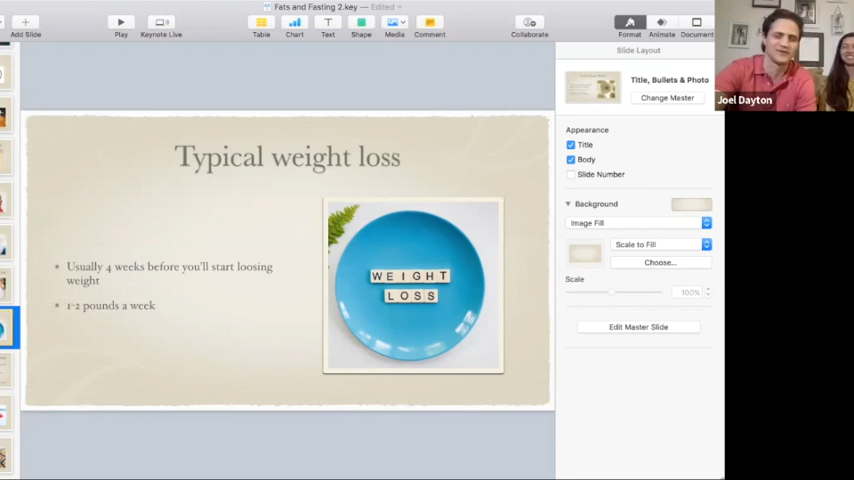 Fats and Fasting 2.key — Edited
Add Slide
Play
Keynote Live
Table
Chart
Text
Shape
Media
Comment
Collaborate
Format
Animate
Document
Slide Layout
Title, Bullets & Photo
Change Master
Joel Dayton
Appearance
Title
Body
Slide Number
Background
Image Fill
Scale to Fill
Choose...
Scale
100%
Edit Master Slide
Typical weight loss
* Usually 4 weeks before you'll start loosing
weight
* 1-2 pounds a week
WEIGHT
LOSS